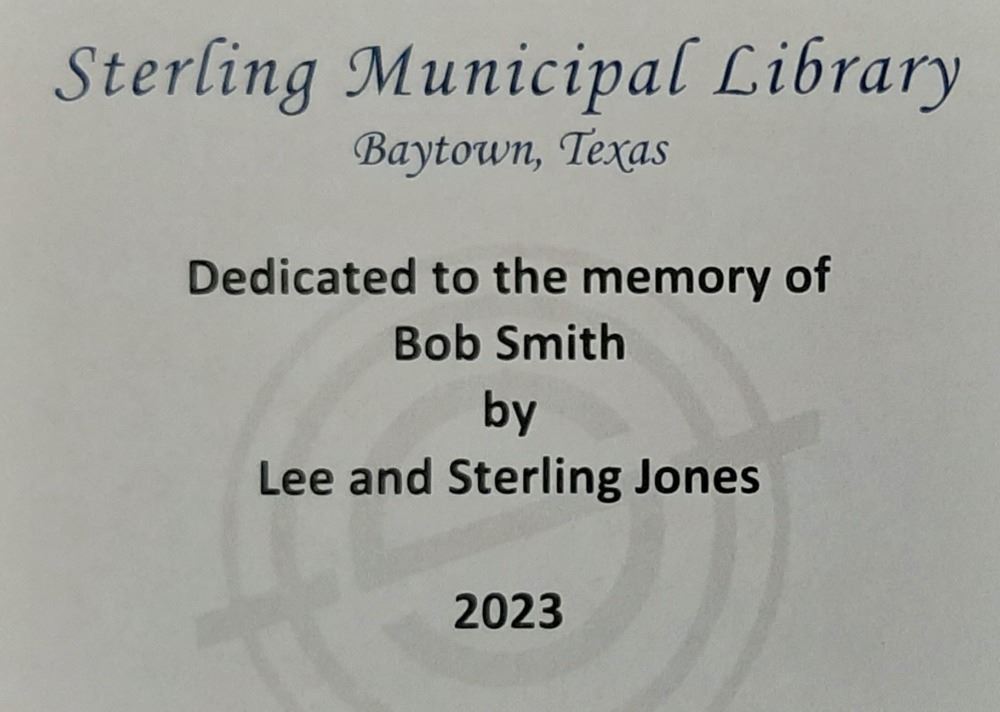 Sterling Municipal Library
Baytown, Texas
Dedicated to the memory of
Bob Smith
by
Lee and Sterling Jones
2023